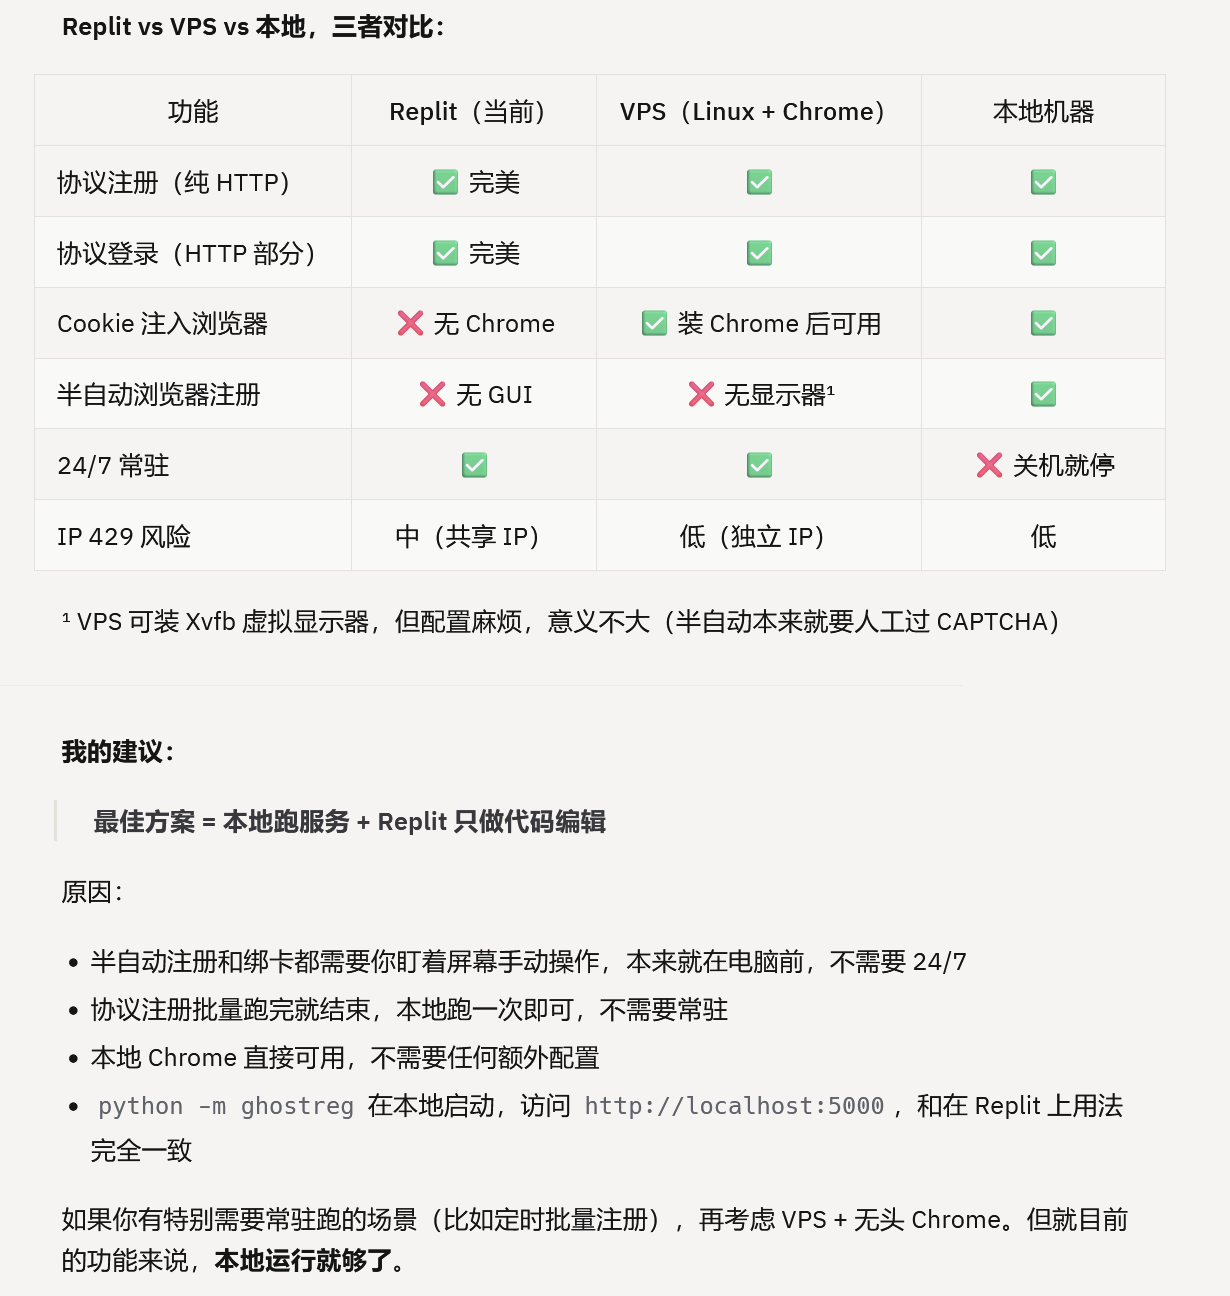 Replit vs VPS vs 本地，三者对比：
功能 Replit（当前） VPS（Linux + Chrome） 本地机器
协议注册（纯 HTTP） ✅ 完美 ✅ ✅
协议登录（HTTP 部分） ✅ 完美 ✅ ✅
Cookie 注入浏览器 ❌ 无 Chrome ✅ 装 Chrome 后可用 ✅
半自动浏览器注册 ❌ 无 GUI ❌ 无显示器¹ ✅
24/7 常驻 ✅ ✅ ❌ 关机就停
IP 429 风险 中（共享 IP） 低（独立 IP） 低
¹ VPS 可装 Xvfb 虚拟显示器，但配置麻烦，意义不大（半自动本来就要人工过 CAPTCHA）
我的建议：
最佳方案 = 本地跑服务 + Replit 只做代码编辑
原因：
• 半自动注册和绑卡都需要你盯着屏幕手动操作，本来就在电脑前，不需要 24/7
• 协议注册批量跑完就结束，本地跑一次即可，不需要常驻
• 本地 Chrome 直接可用，不需要任何额外配置
• python -m ghostreg 在本地启动，访问 http://localhost:5000 ，和在 Replit 上用法
完全一致
如果你有特别需要常驻跑的场景（比如定时批量注册），再考虑 VPS + 无头 Chrome。但就目前
的功能来说，本地运行就够了。